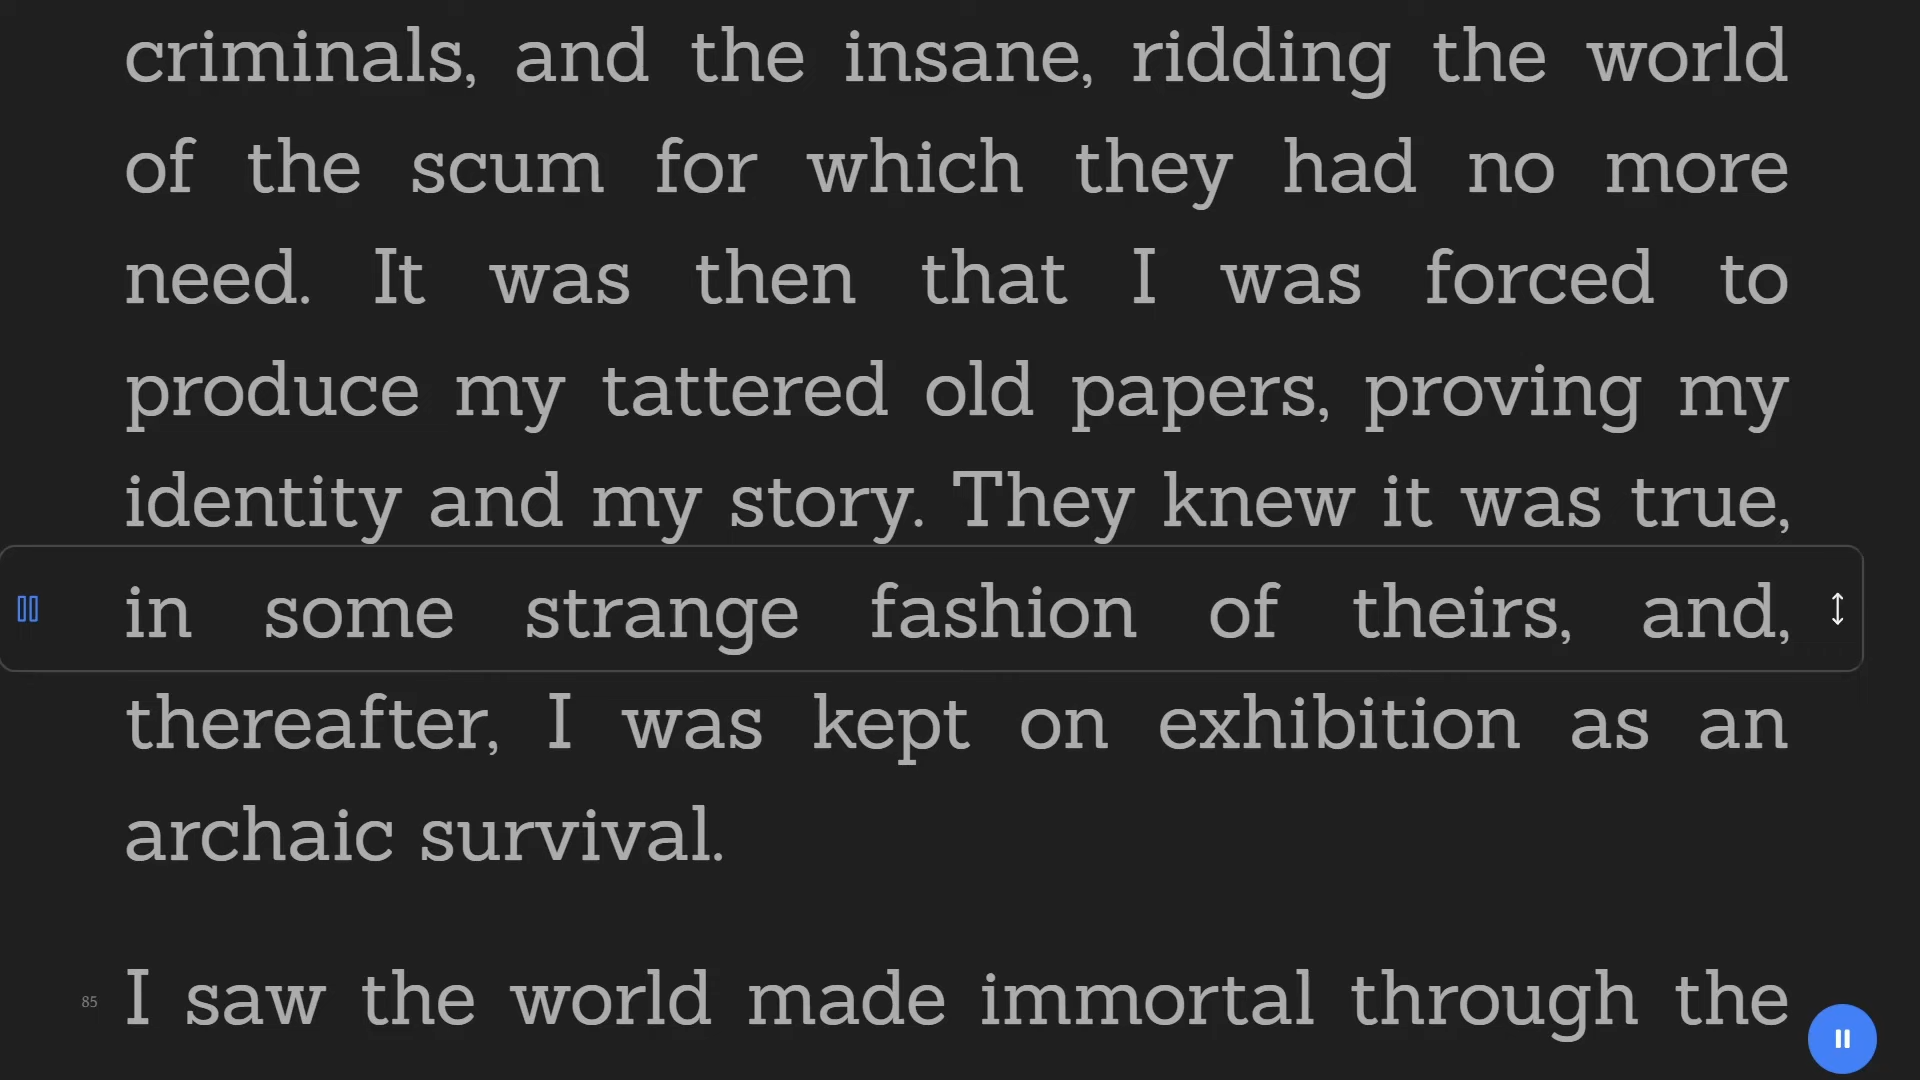 criminals, and the insane, ridding the world
of the scum for which they had no more
need. It was then that I was forced to
produce my tattered old papers, proving my
identity and my story. They knew it was true,
in some strange fashion of theirs, and,
thereafter, I was kept on exhibition as an
archaic survival.
85 I saw the world made immortal through the